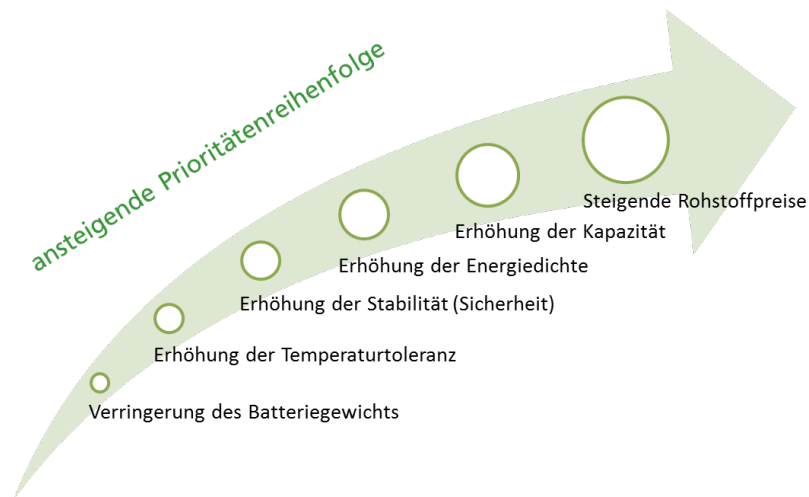 ansteigende Prioritätenreihenfolge
Steigende Rohstoffpreise
Erhöhung der Kapazität
Erhöhung der Energiedichte
Erhöhung der Stabilität (Sicherheit)
Erhöhung der Temperaturtoleranz
Verringerung des Batteriegewichts